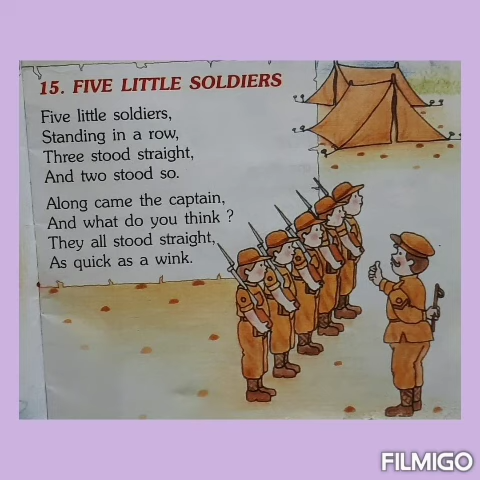 15. FIVE LITTLE SOLDIERS
Five little soldiers,
Standing in a row,
Three stood straight,
And two stood so.
Along came the captain,
And what do you think ?
They all stood straight,
As quick as a wink.
FILMIGO